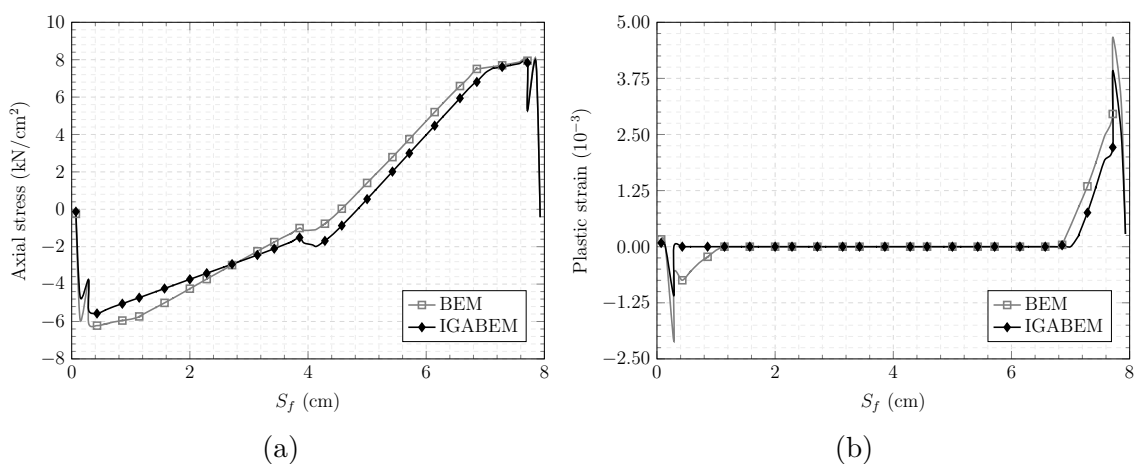 10
8
6
4
2
0
−2
−4
−6
−8
0 2 4 6 8
Axial stress (kN/cm²)
S_f (cm)
BEM
IGABEM
(a)
5.00
3.75
2.50
1.25
0.00
−1.25
−2.50
0 2 4 6 8
Plastic strain (10⁻³)
S_f (cm)
BEM
IGABEM
(b)